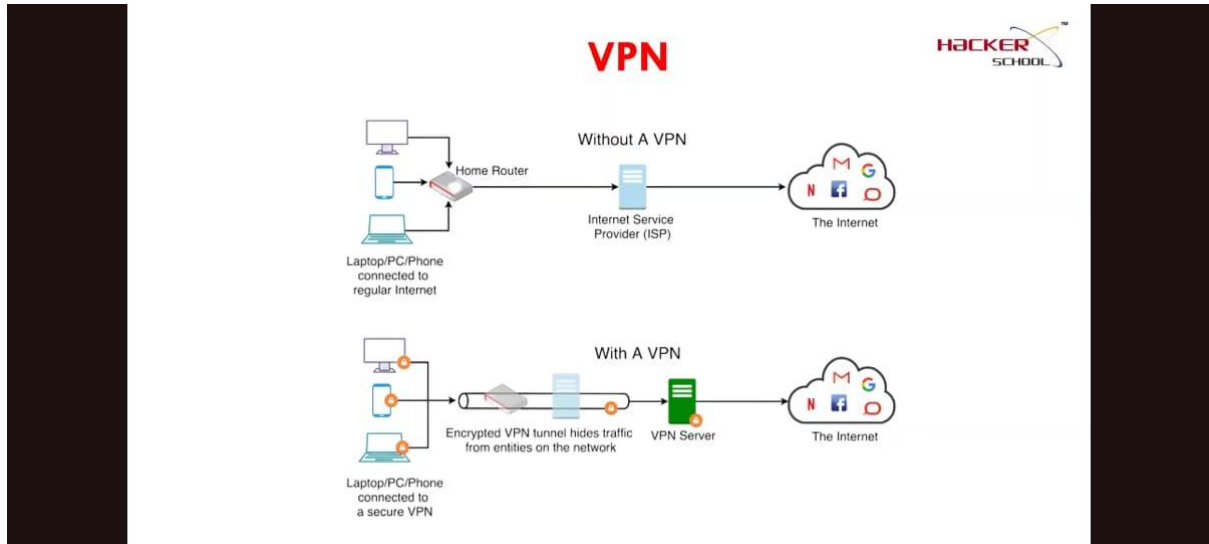 VPN
HACKER
SCHOOL
TM
Without A VPN
Home Router
Internet Service
Provider (ISP)
The Internet
Laptop/PC/Phone
connected to
regular Internet
With A VPN
Encrypted VPN tunnel hides traffic
from entities on the network
VPN Server
The Internet
Laptop/PC/Phone
connected to
a secure VPN